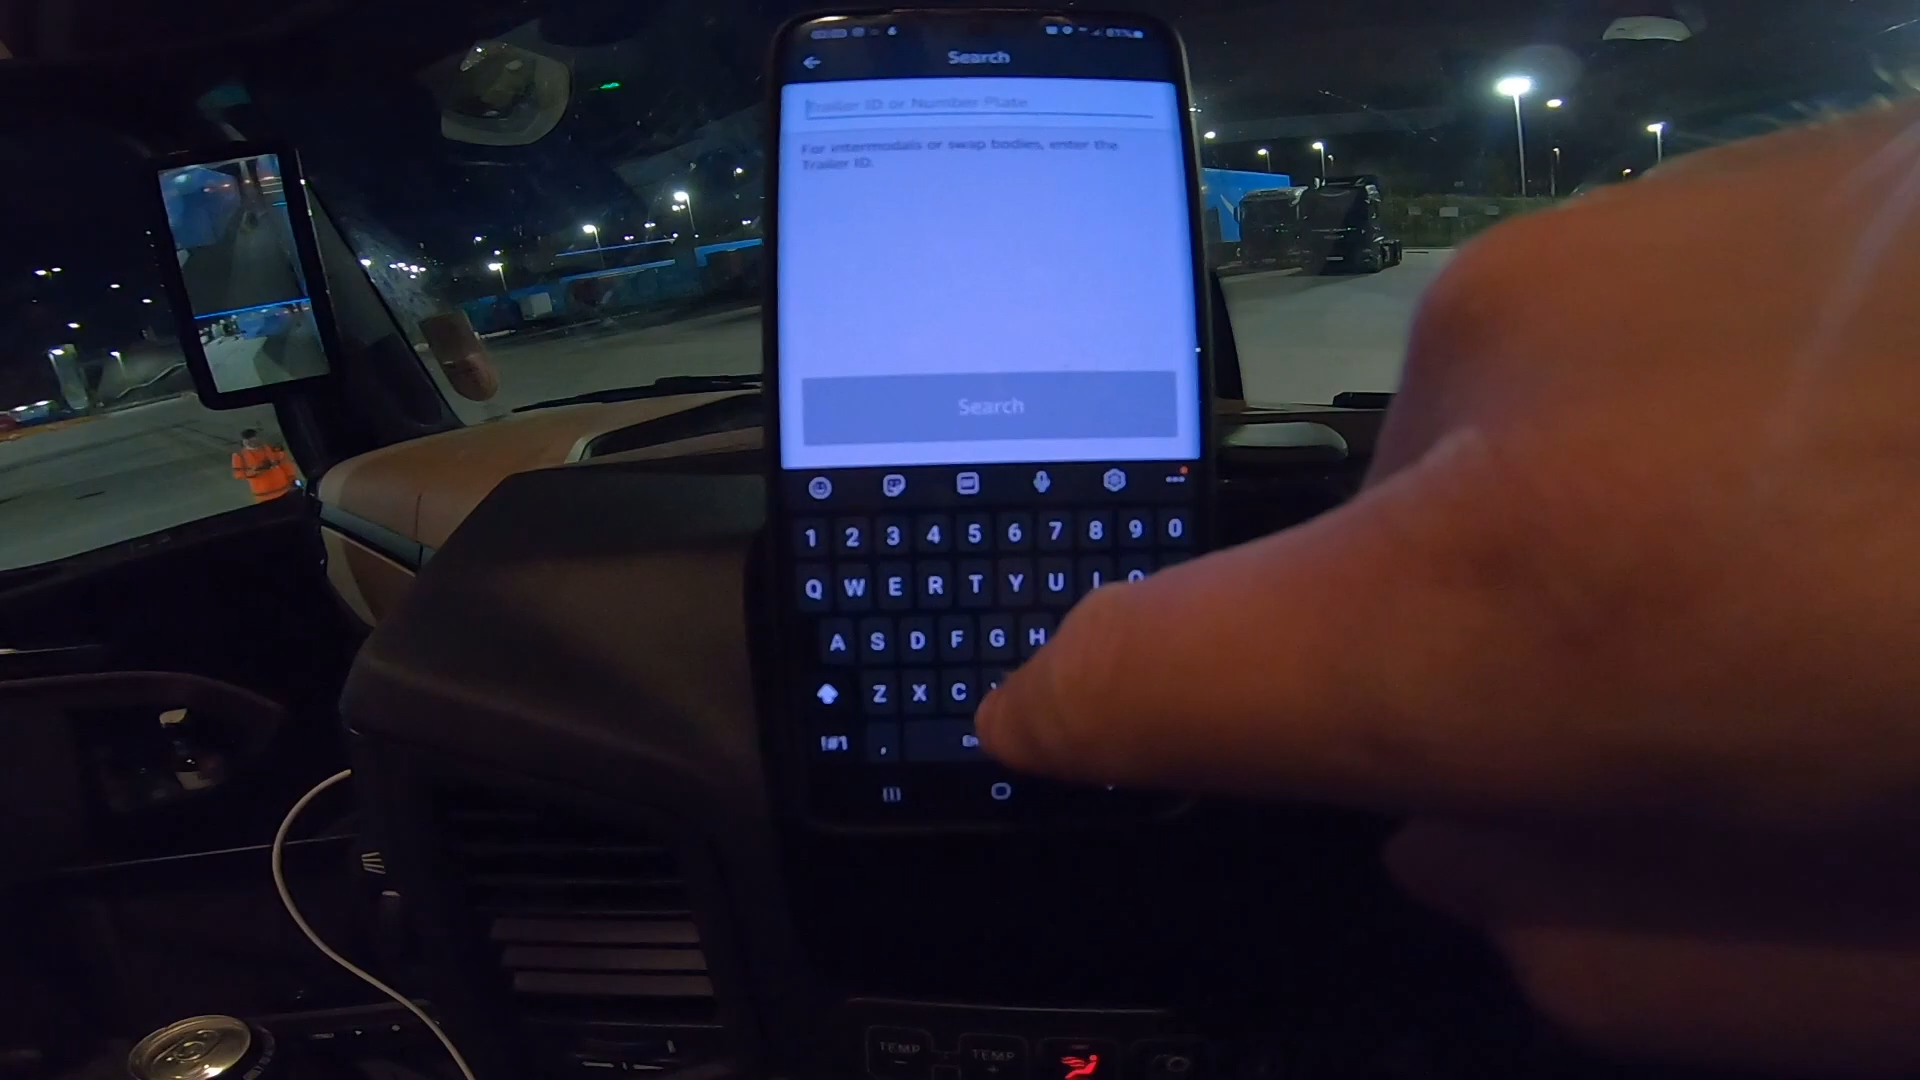 Search
Trailer ID or Number Plate
For intermodals or swap bodies, enter the
Trailer ID.
Search
1 2 3 4 5 6 7 8 9 0
Q W E R T Y U I
A S D F G H
Z X C
!#1 ,
TEMP
-
TEMP
+